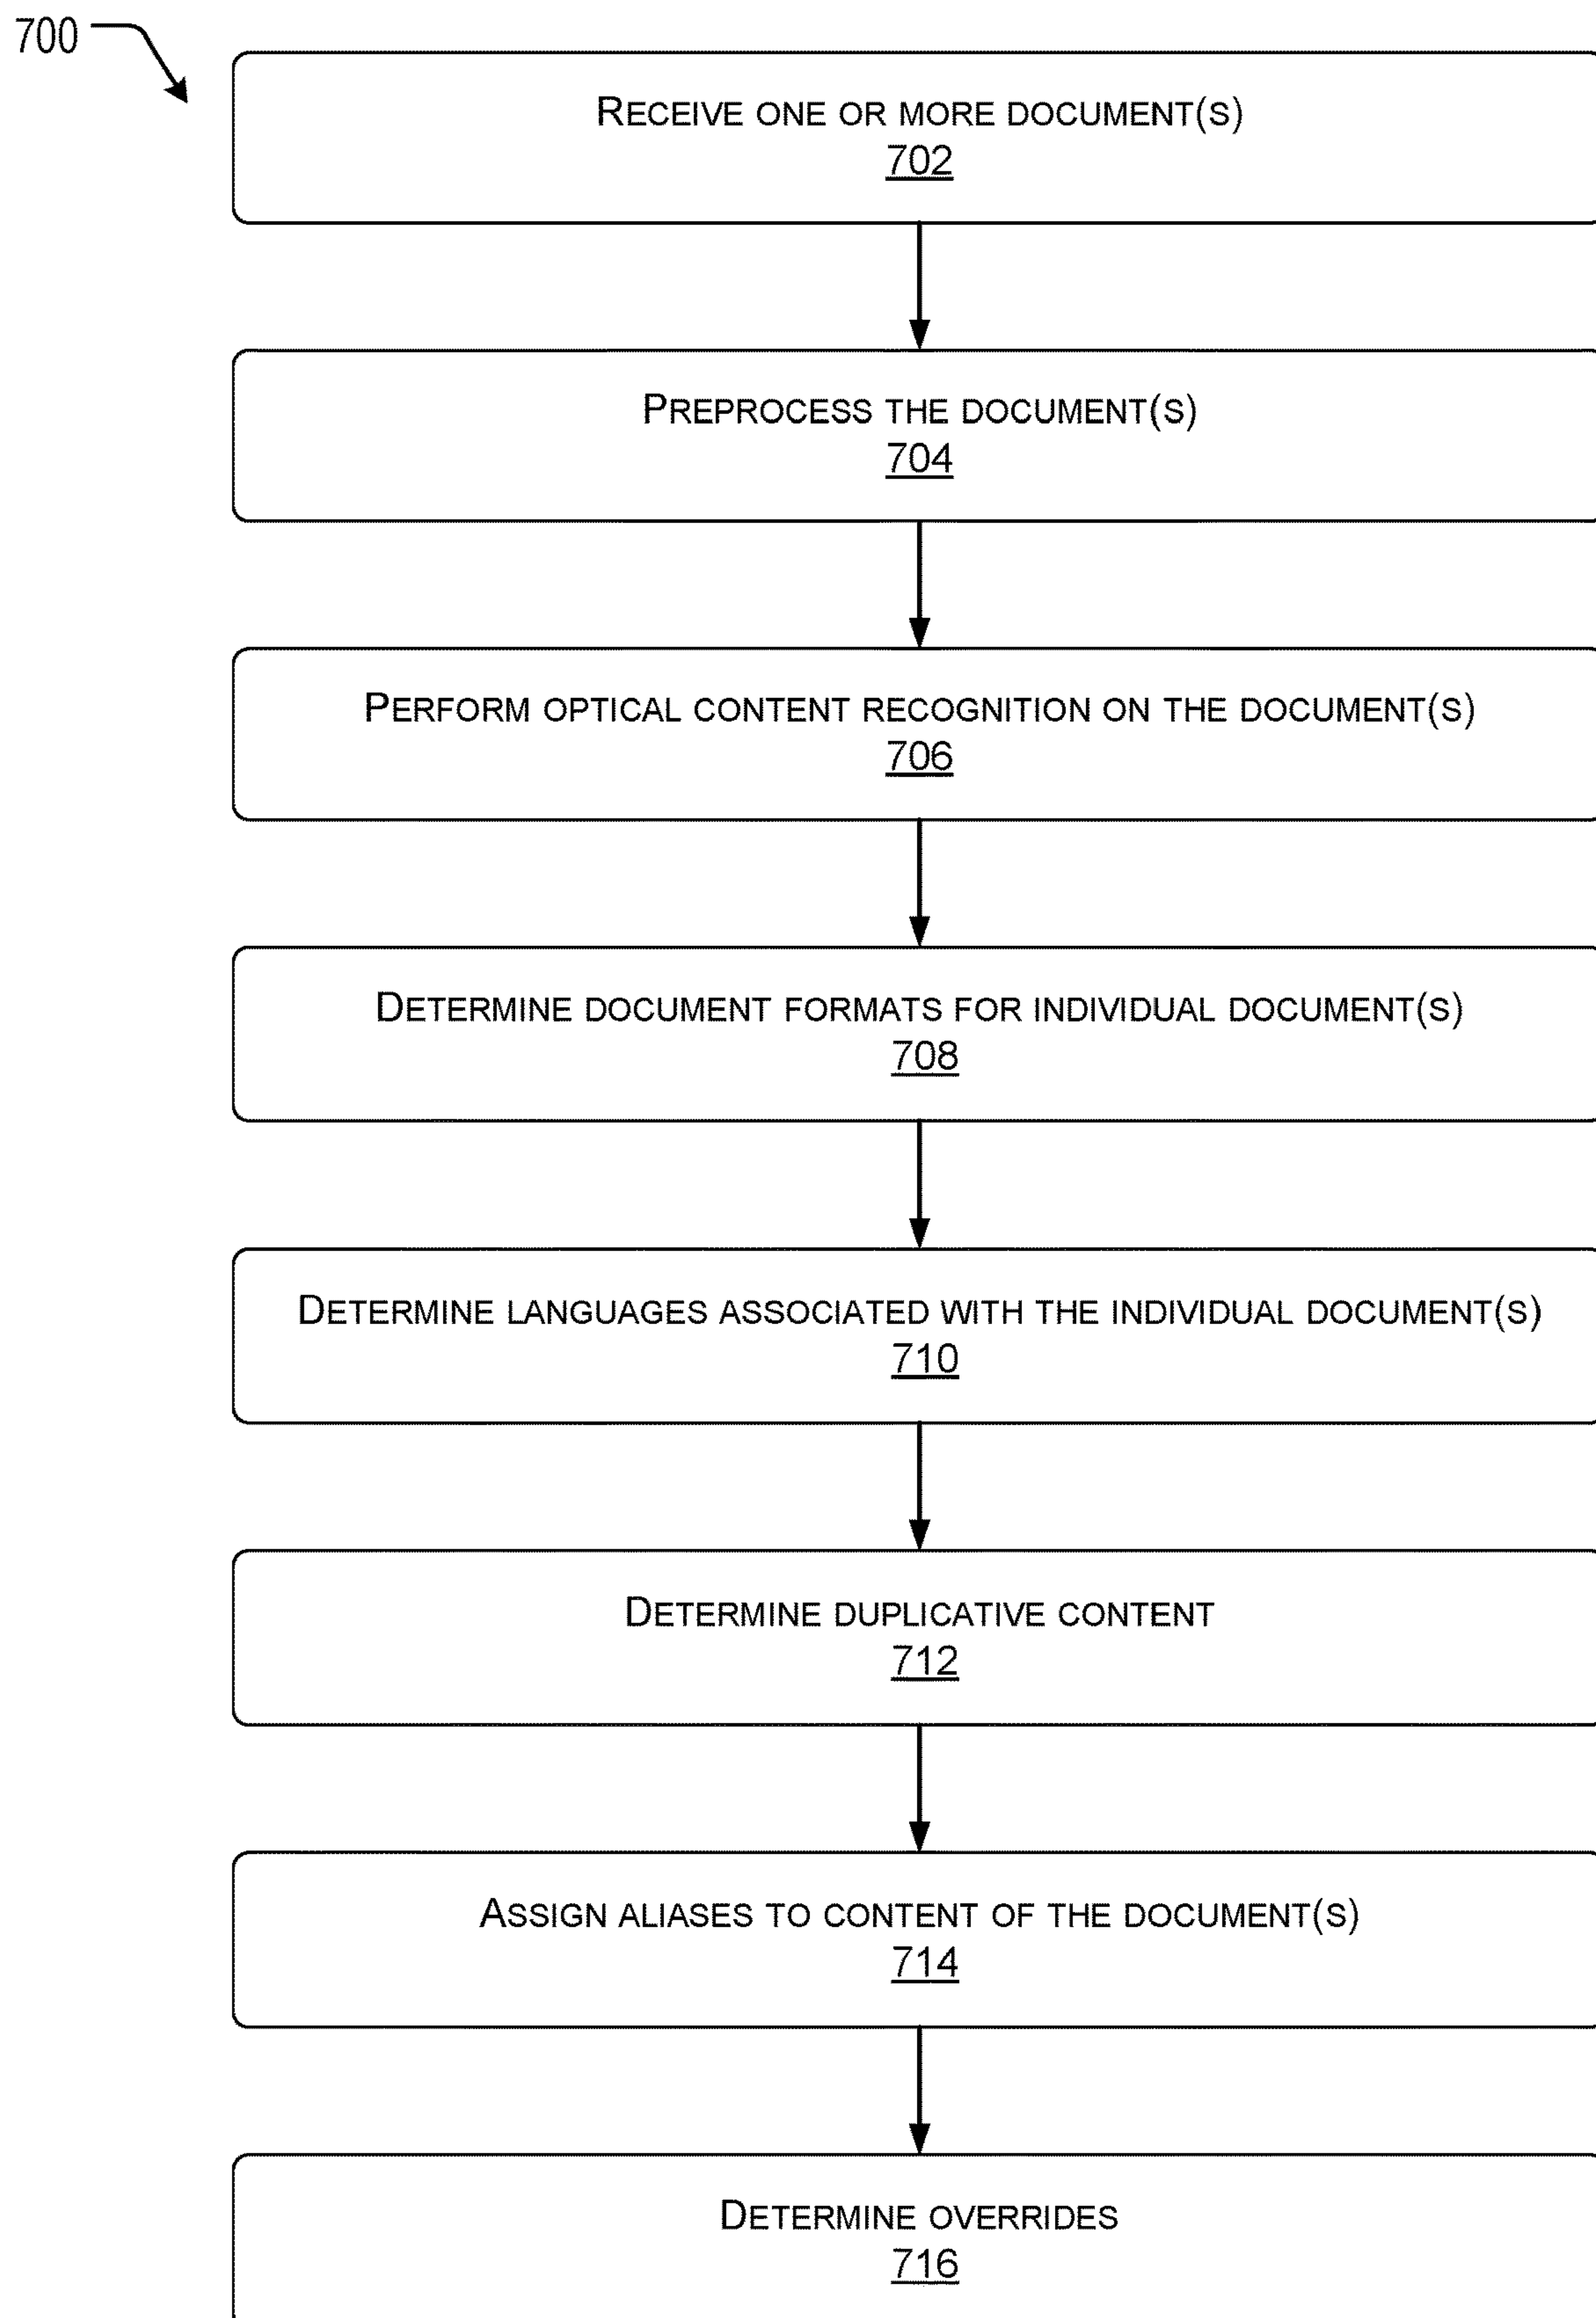 700
RECEIVE ONE OR MORE DOCUMENT(S)
702
PREPROCESS THE DOCUMENT(S)
704
PERFORM OPTICAL CONTENT RECOGNITION ON THE DOCUMENT(S)
706
DETERMINE DOCUMENT FORMATS FOR INDIVIDUAL DOCUMENT(S)
708
DETERMINE LANGUAGES ASSOCIATED WITH THE INDIVIDUAL DOCUMENT(S)
710
DETERMINE DUPLICATIVE CONTENT
712
ASSIGN ALIASES TO CONTENT OF THE DOCUMENT(S)
714
DETERMINE OVERRIDES
716